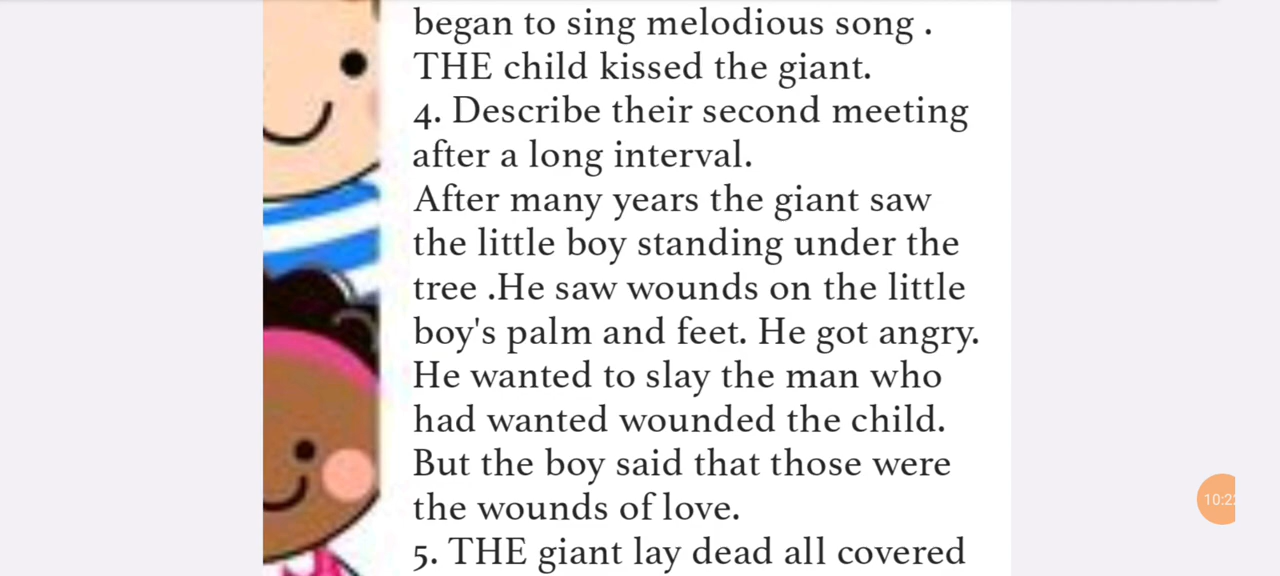 began to sing melodious song .
THE child kissed the giant.
4. Describe their second meeting
after a long interval.
After many years the giant saw
the little boy standing under the
tree .He saw wounds on the little
boy's palm and feet. He got angry.
He wanted to slay the man who
had wanted wounded the child.
But the boy said that those were
the wounds of love.
5. THE giant lay dead all covered